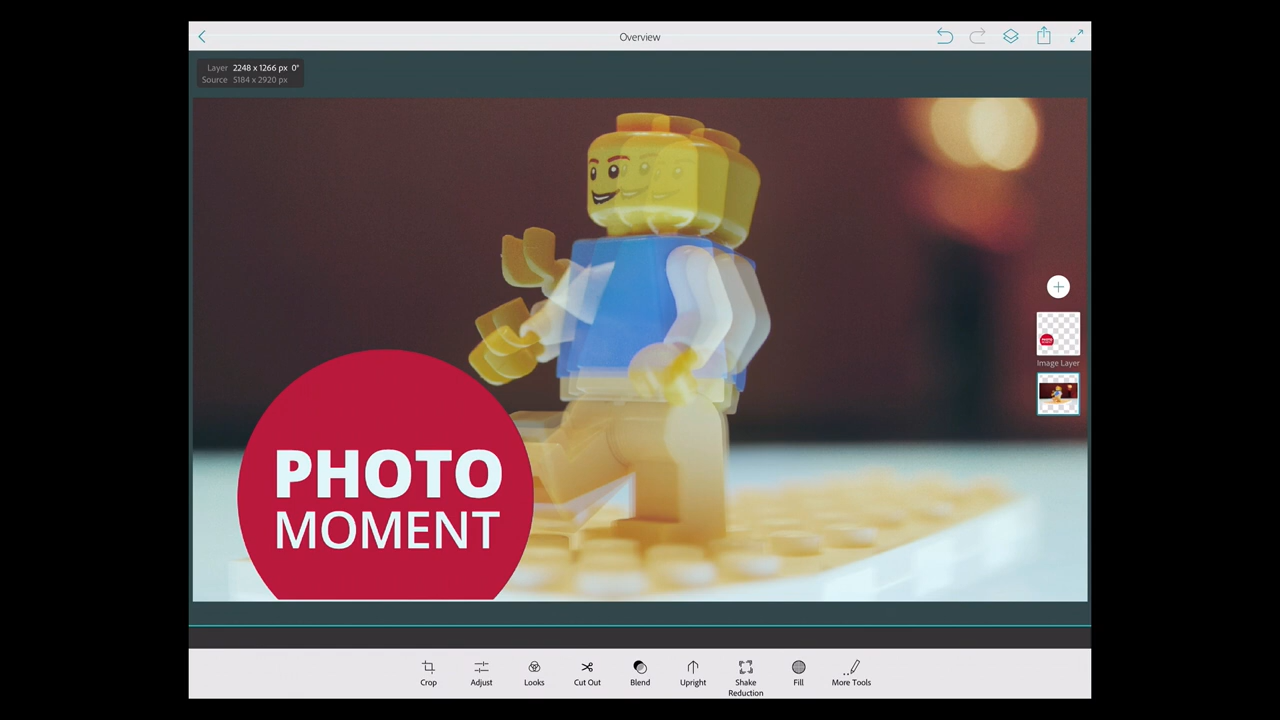 Overview
Layer 2248 x 1266 px 0°
Source 5184 x 2920 px
Image Layer
PHOTO
MOMENT
Crop
Adjust
Looks
Cut Out
Blend
Upright
Shake
Reduction
Fill
More Tools